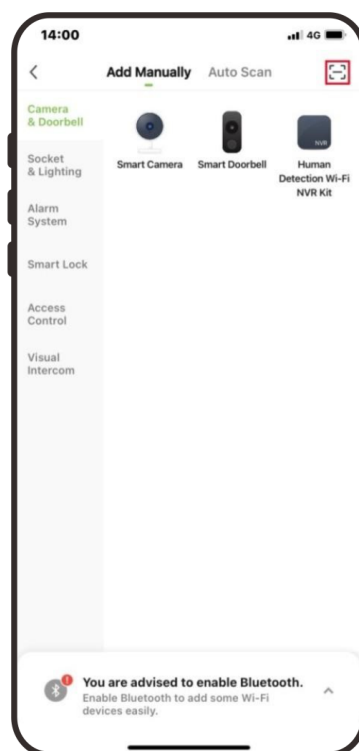 14:00
4G
Add Manually Auto Scan
Camera
& Doorbell
Socket
& Lighting
Alarm
System
Smart Lock
Access
Control
Visual
Intercom
Smart Camera
Smart Doorbell
NVR
Human
Detection Wi-Fi
NVR Kit
You are advised to enable Bluetooth.
Enable Bluetooth to add some Wi-Fi
devices easily.